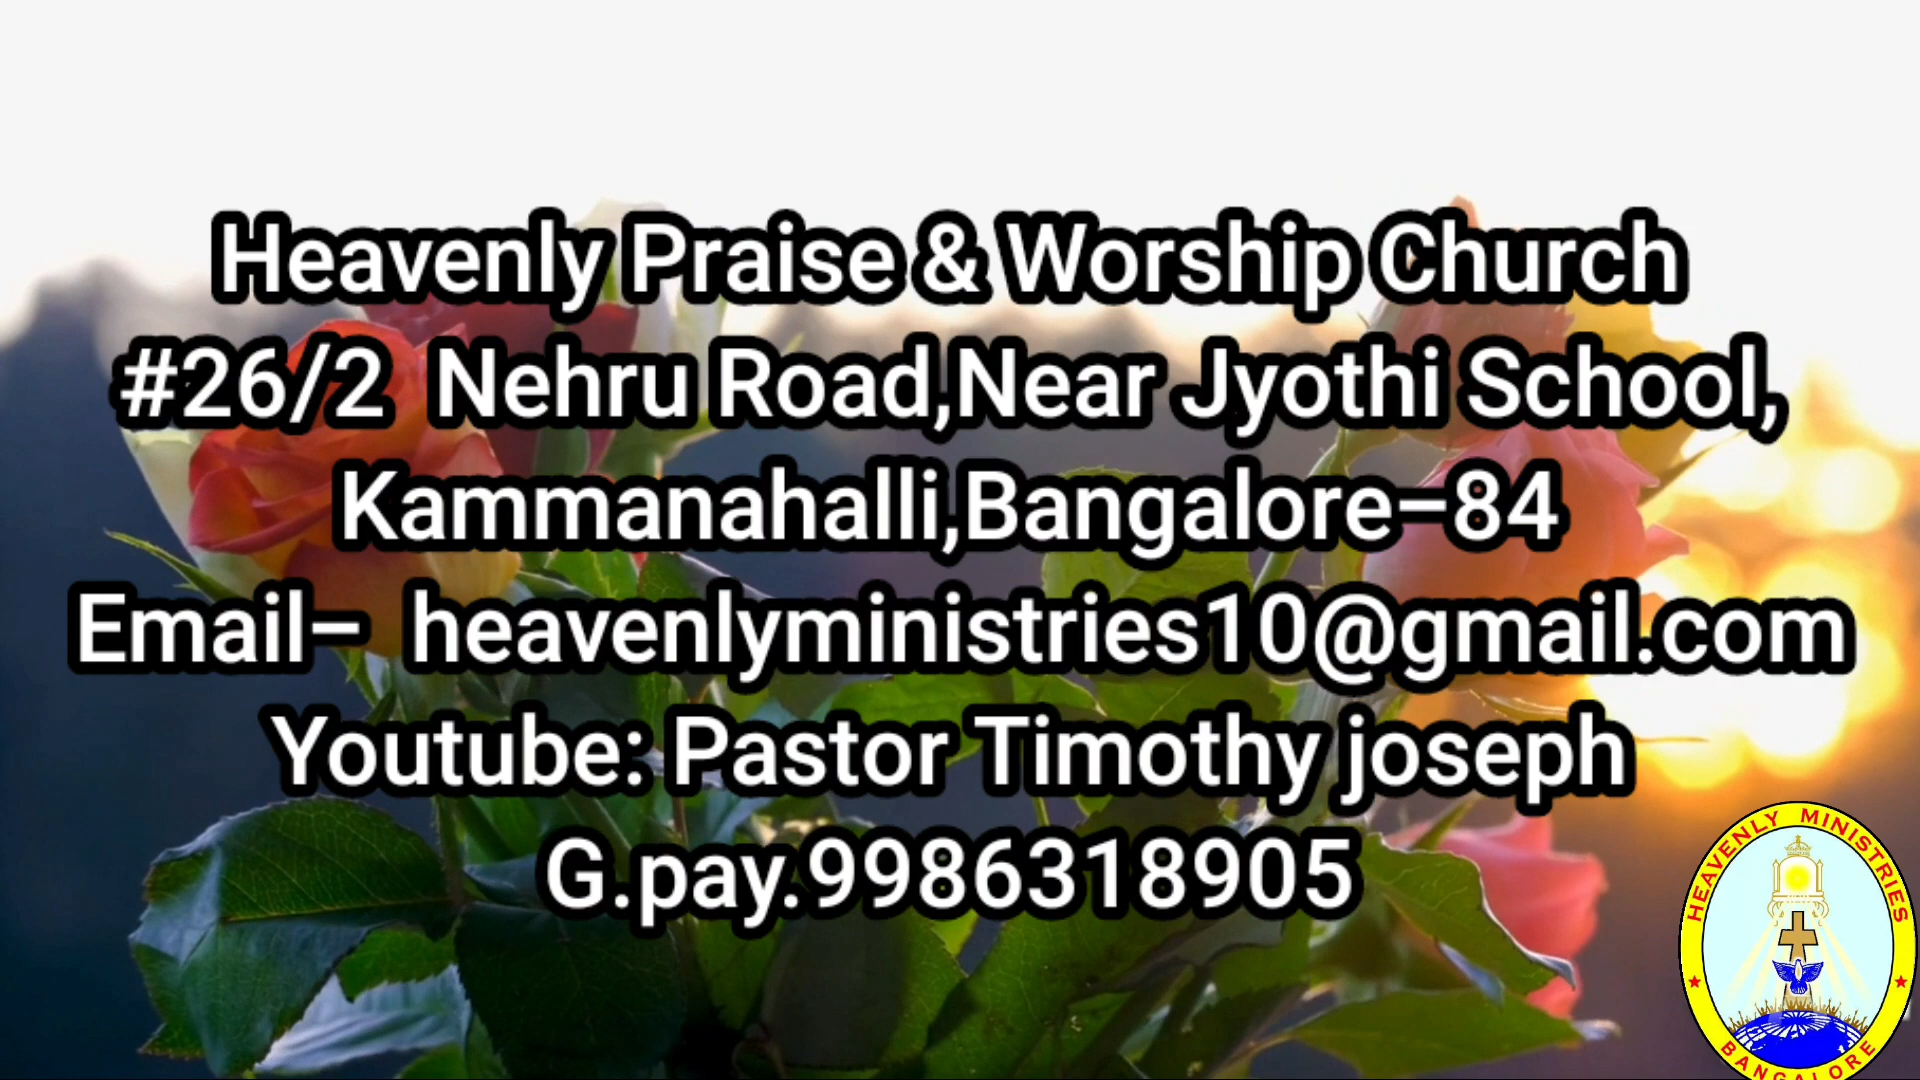 Heavenly Praise & Worship Church
#26/2 Nehru Road,Near Jyothi School,
Kammanahalli,Bangalore–84
Email– heavenlyministries10@gmail.com
Youtube: Pastor Timothy joseph
G.pay.9986318905
HEAVENLY MINISTRIES
BANGALORE